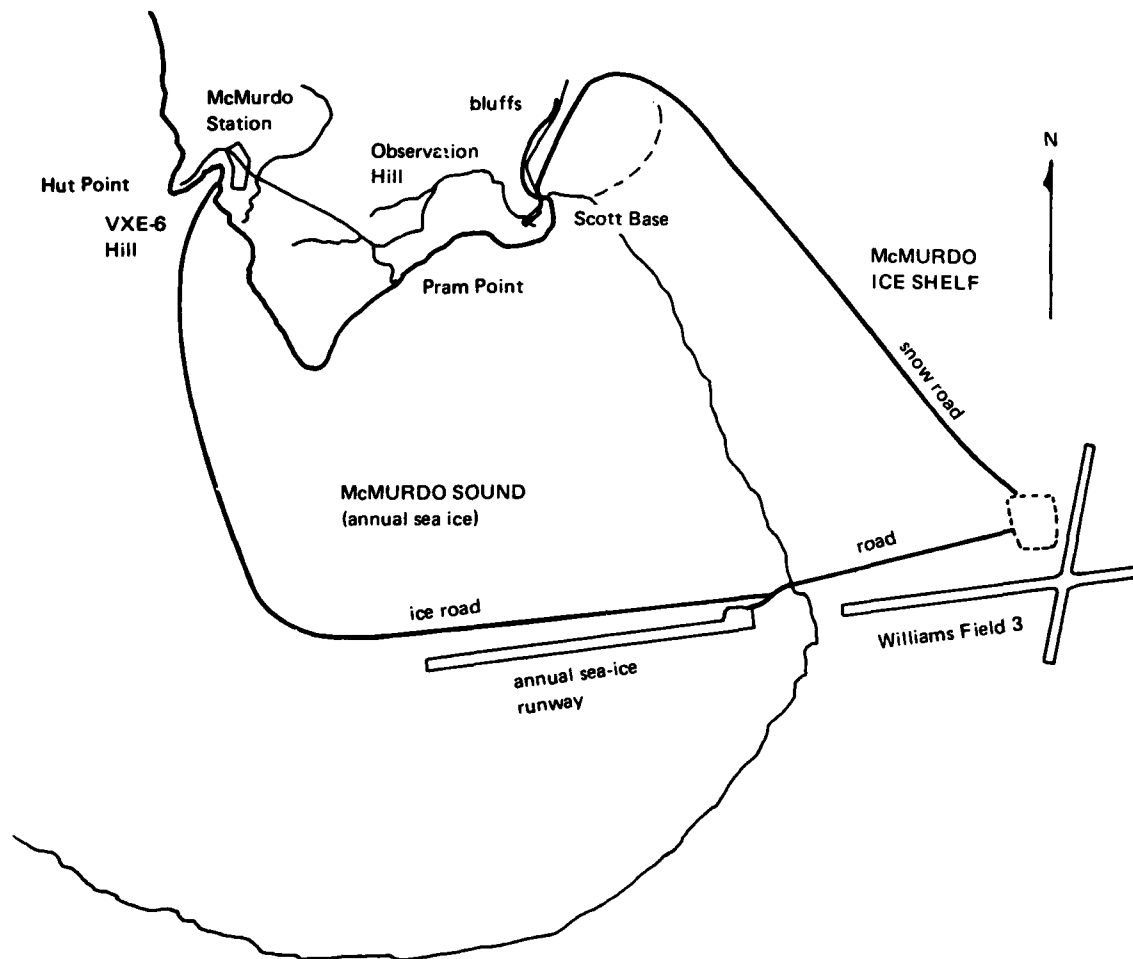 McMurdo
Station
bluffs
N
Observation
Hill
Hut Point
VXE-6
Hill
Scott Base
McMURDO
ICE SHELF
Pram Point
snow road
McMURDO SOUND
(annual sea ice)
road
ice road
Williams Field 3
annual sea-ice
runway